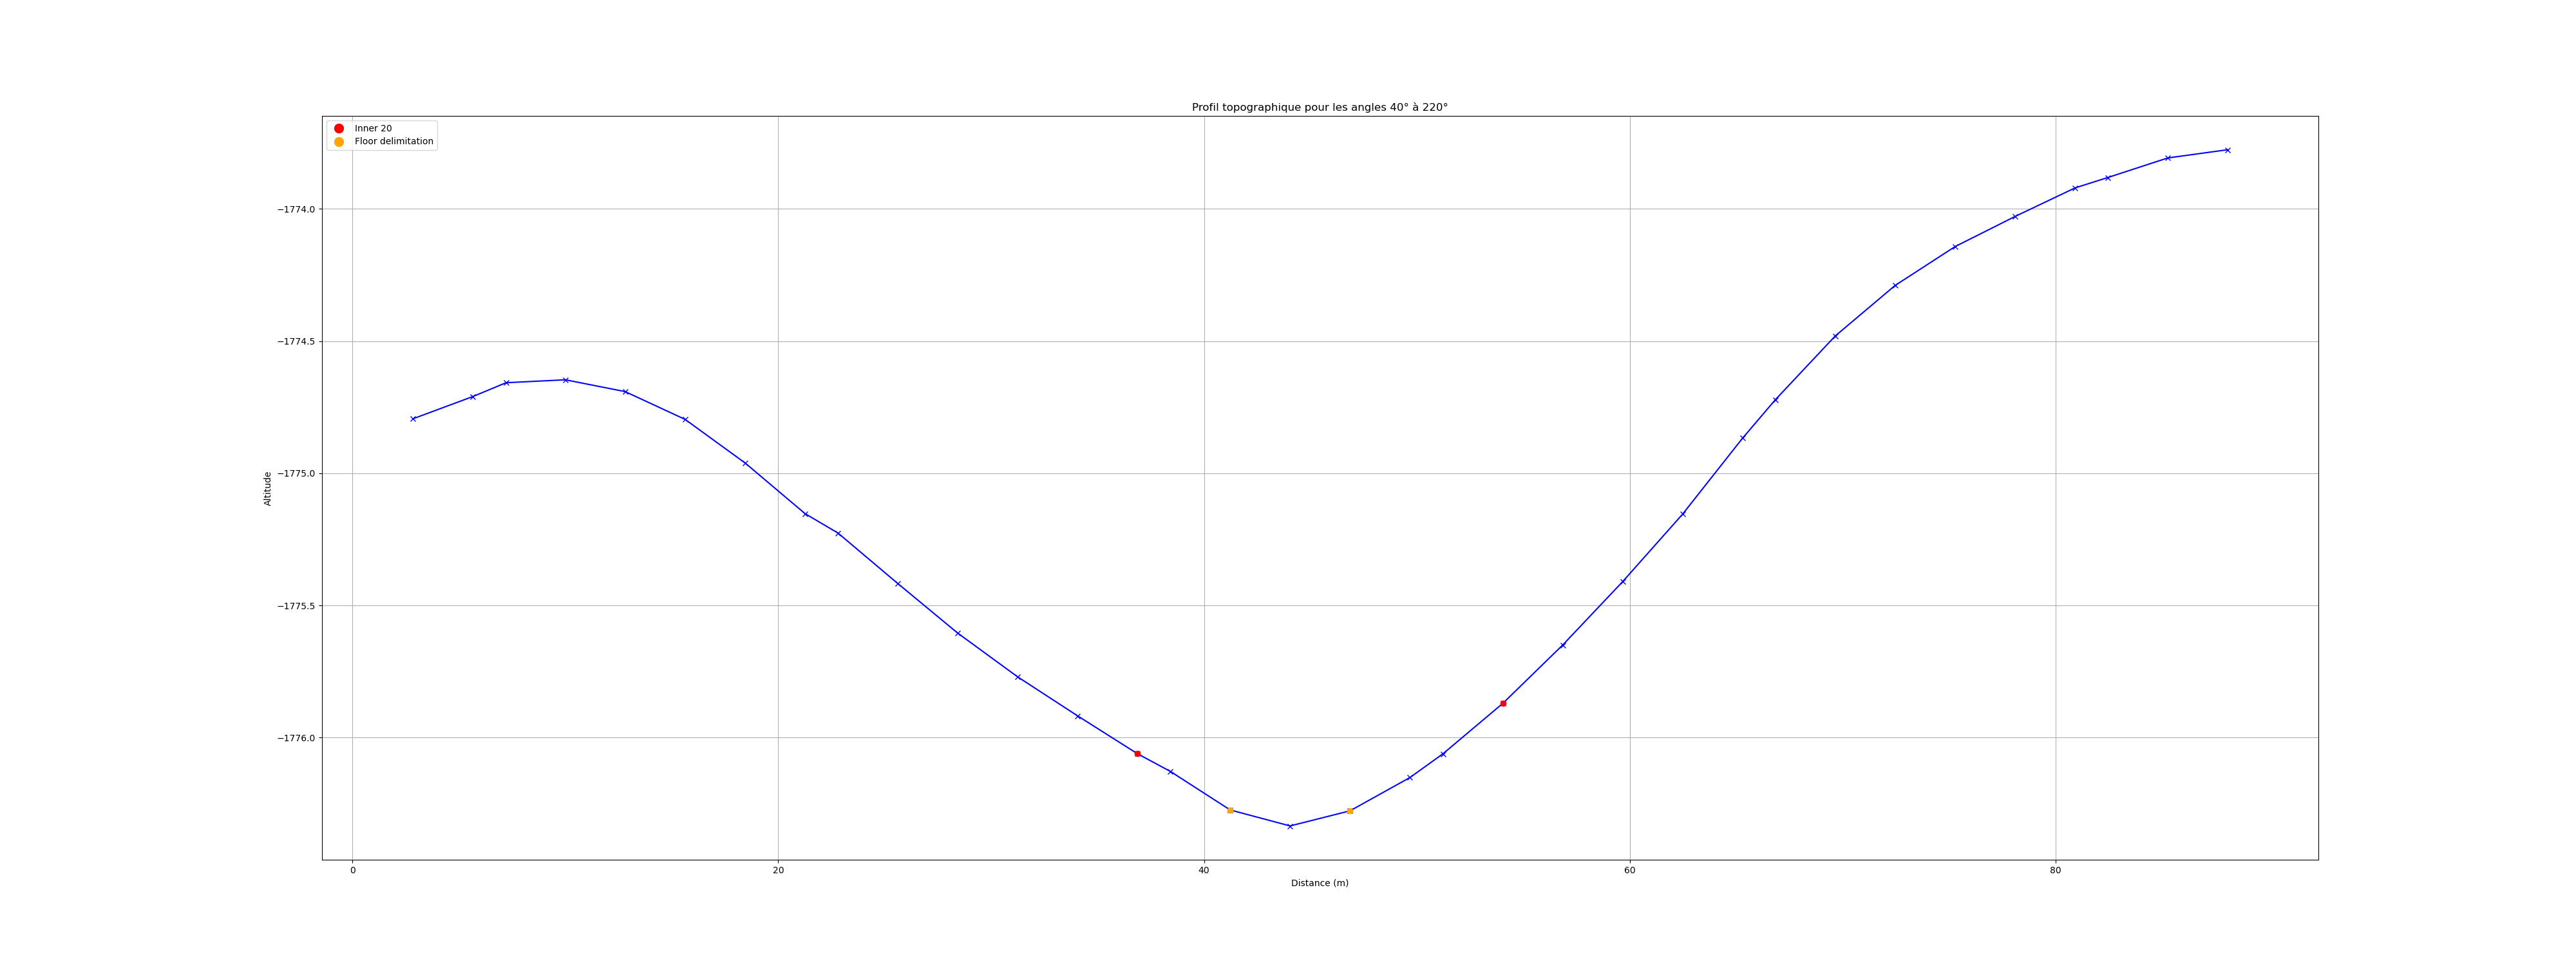 Profil topographique pour les angles 40° à 220°
Inner 20
Floor delimitation
−1774.0
−1774.5
−1775.0
−1775.5
−1776.0
Altitude
0 20 40 60 80
Distance (m)